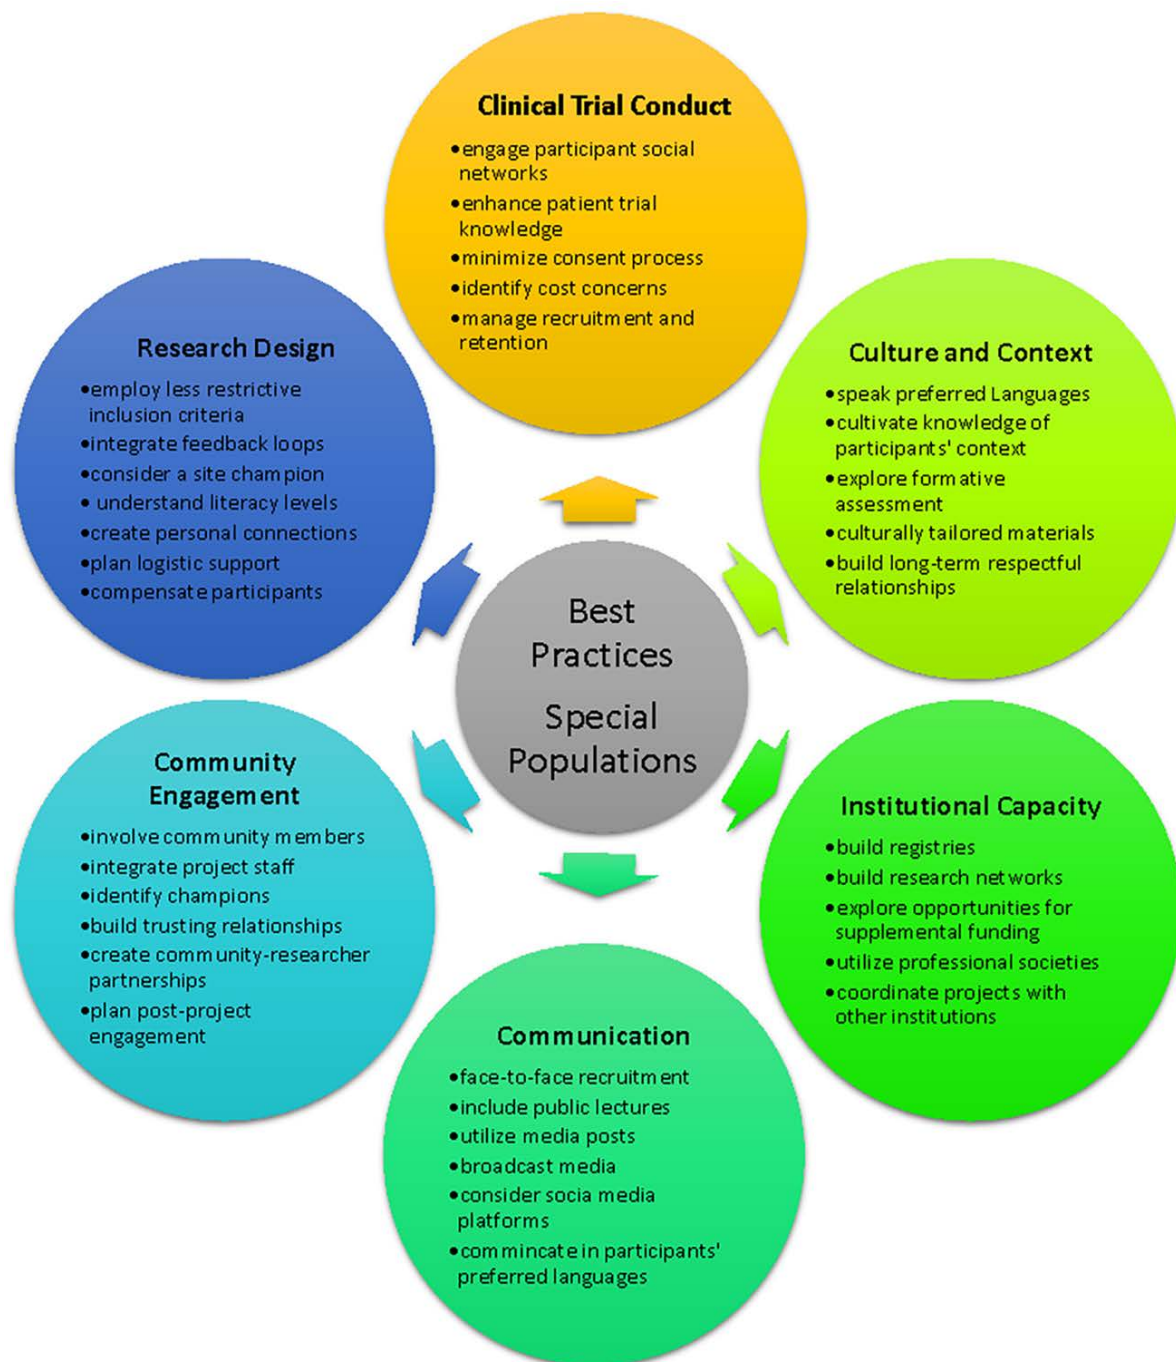 Clinical Trial Conduct
•engage participant social
networks
•enhance patient trial
knowledge
•minimize consent process
•identify cost concerns
•manage recruitment and
retention
Culture and Context
•speak preferred Languages
•cultivate knowledge of
participants' context
•explore formative
assessment
•culturally tailored materials
•build long-term respectful
relationships
Institutional Capacity
•build registries
•build research networks
•explore opportunities for
supplemental funding
•utilize professional societies
•coordinate projects with
other institutions
Communication
•face-to-face recruitment
•include public lectures
•utilize media posts
•broadcast media
•consider socia media
platforms
•commincate in participants'
preferred languages
Community
Engagement
•involve community members
•integrate project staff
•identify champions
•build trusting relationships
•create community-researcher
partnerships
•plan post-project
engagement
Research Design
•employ less restrictive
inclusion criteria
•integrate feedback loops
•consider a site champion
• understand literacy levels
•create personal connections
•plan logistic support
•compensate participants
Best
Practices
Special
Populations